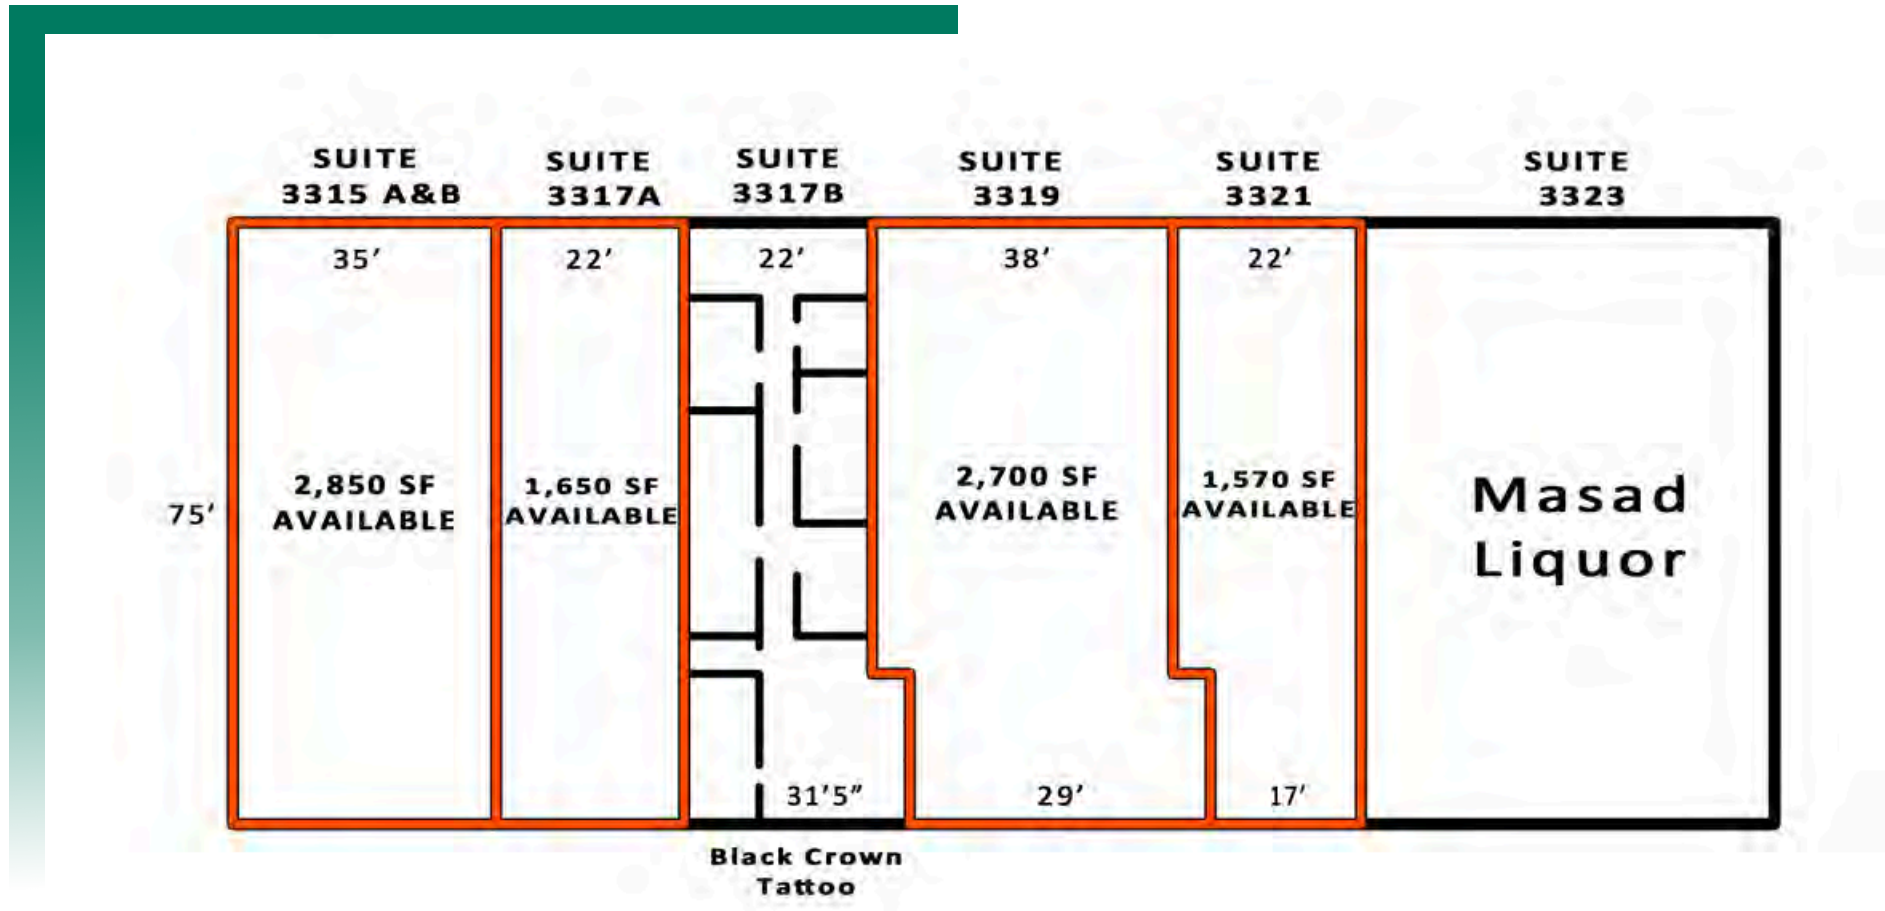 SUITE
3315 A&B
SUITE
3317A
SUITE
3317B
SUITE
3319
SUITE
3321
SUITE
3323
35’
22’
22’
38’
22’
75’
2,850 SF
AVAILABLE
1,650 SF
AVAILABLE
2,700 SF
AVAILABLE
1,570 SF
AVAILABLE
Masad
Liquor
31’5”
29’
17’
Black Crown
Tattoo